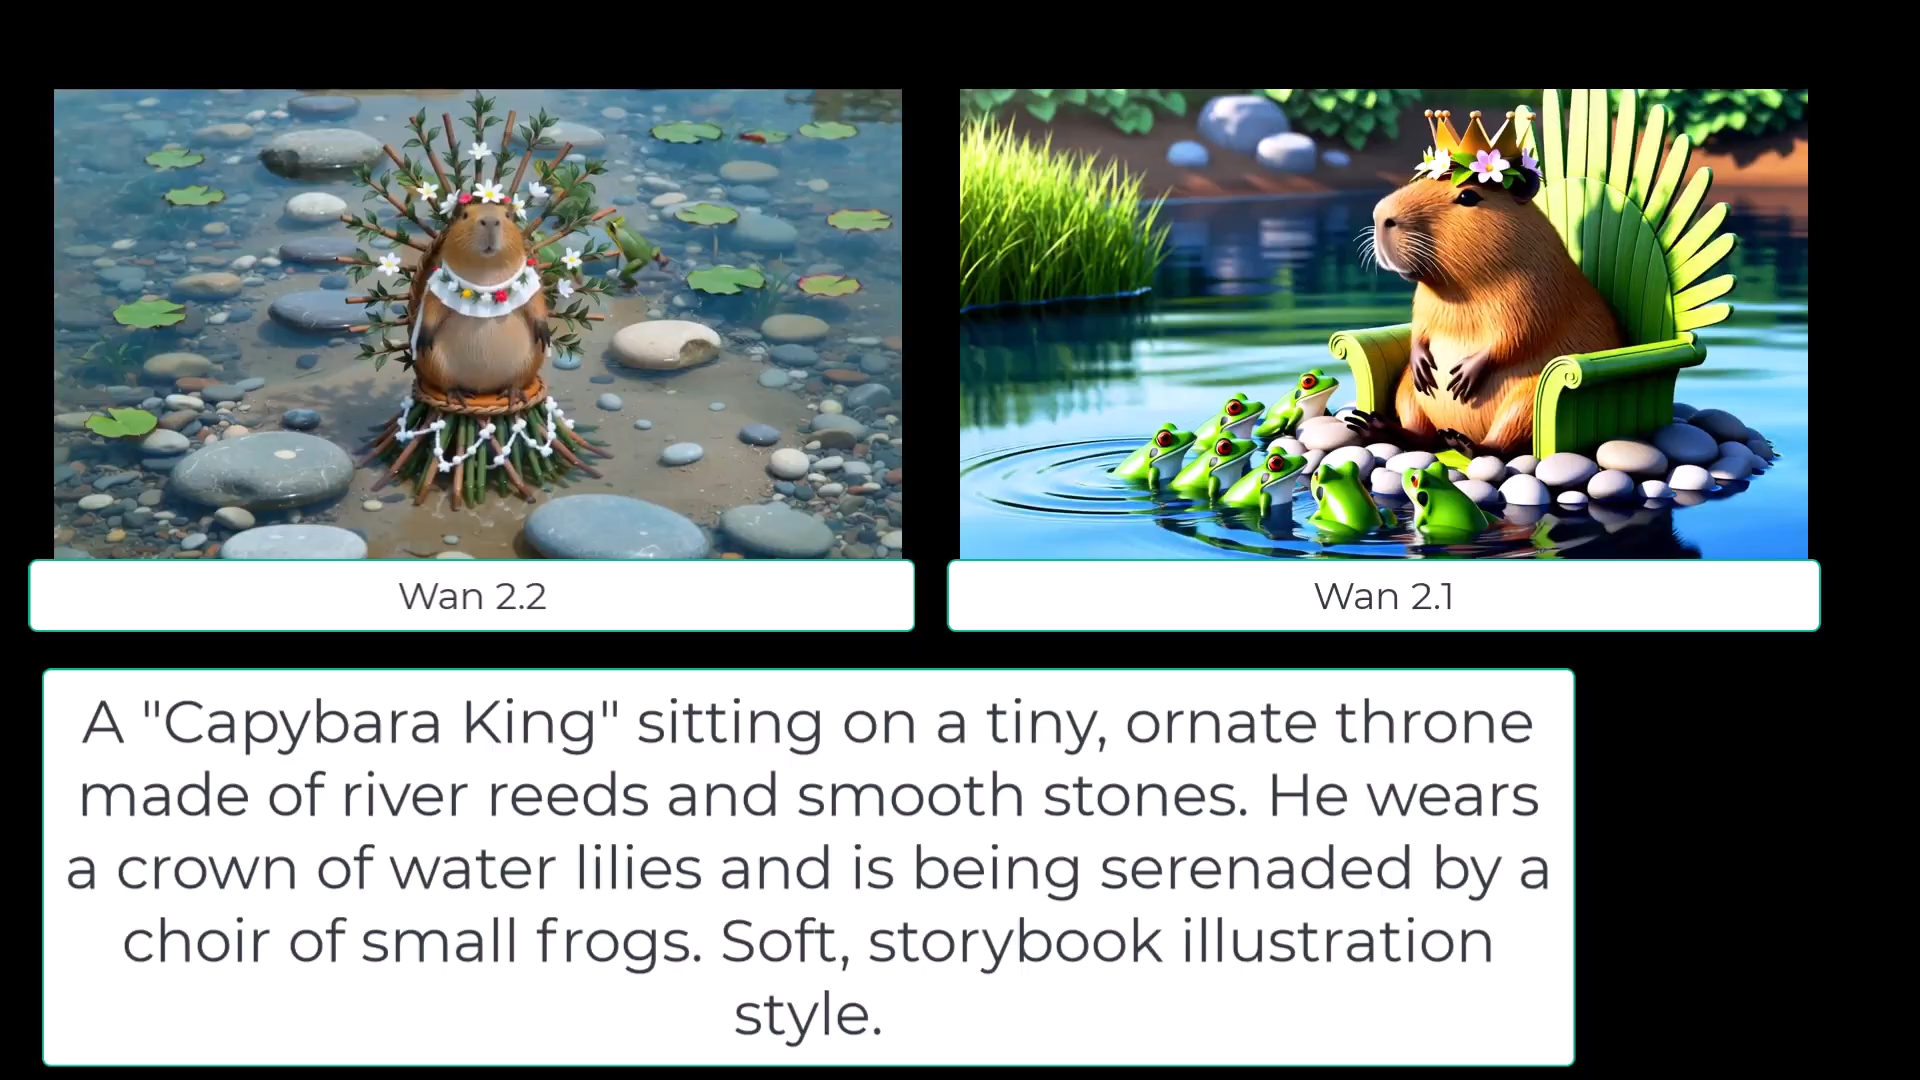 Wan 2.2
Wan 2.1
A "Capybara King" sitting on a tiny, ornate throne
made of river reeds and smooth stones. He wears
a crown of water lilies and is being serenaded by a
choir of small frogs. Soft, storybook illustration
style.